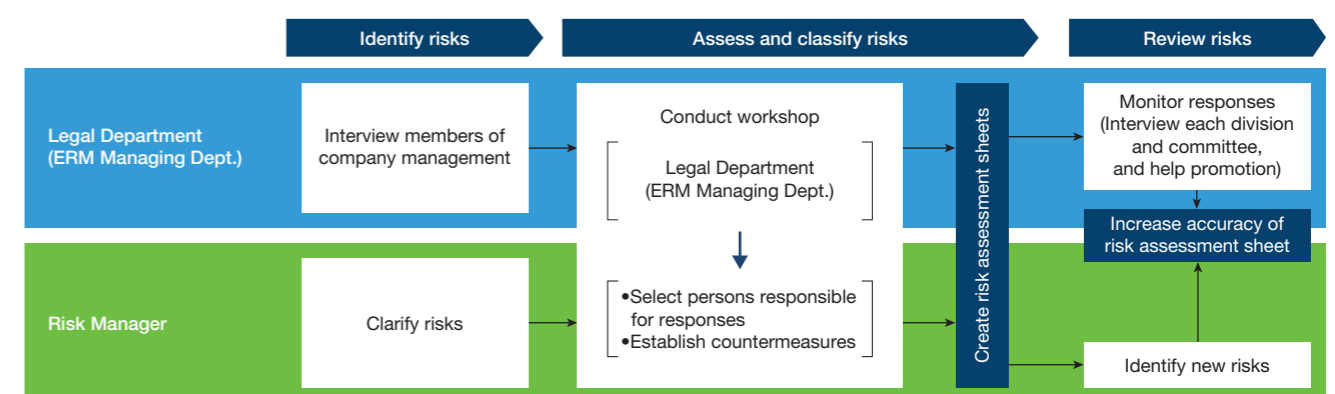 Identify risks
Assess and classify risks
Review risks
Legal Department
(ERM Managing Dept.)
Interview members of
company management
Conduct workshop
Legal Department
(ERM Managing Dept.)
Create risk assessment sheets
Monitor responses
(Interview each division
and committee,
and help promotion)
Increase accuracy of
risk assessment sheet
Risk Manager
Clarify risks
•Select persons responsible
for responses
•Establish countermeasures
Identify new risks